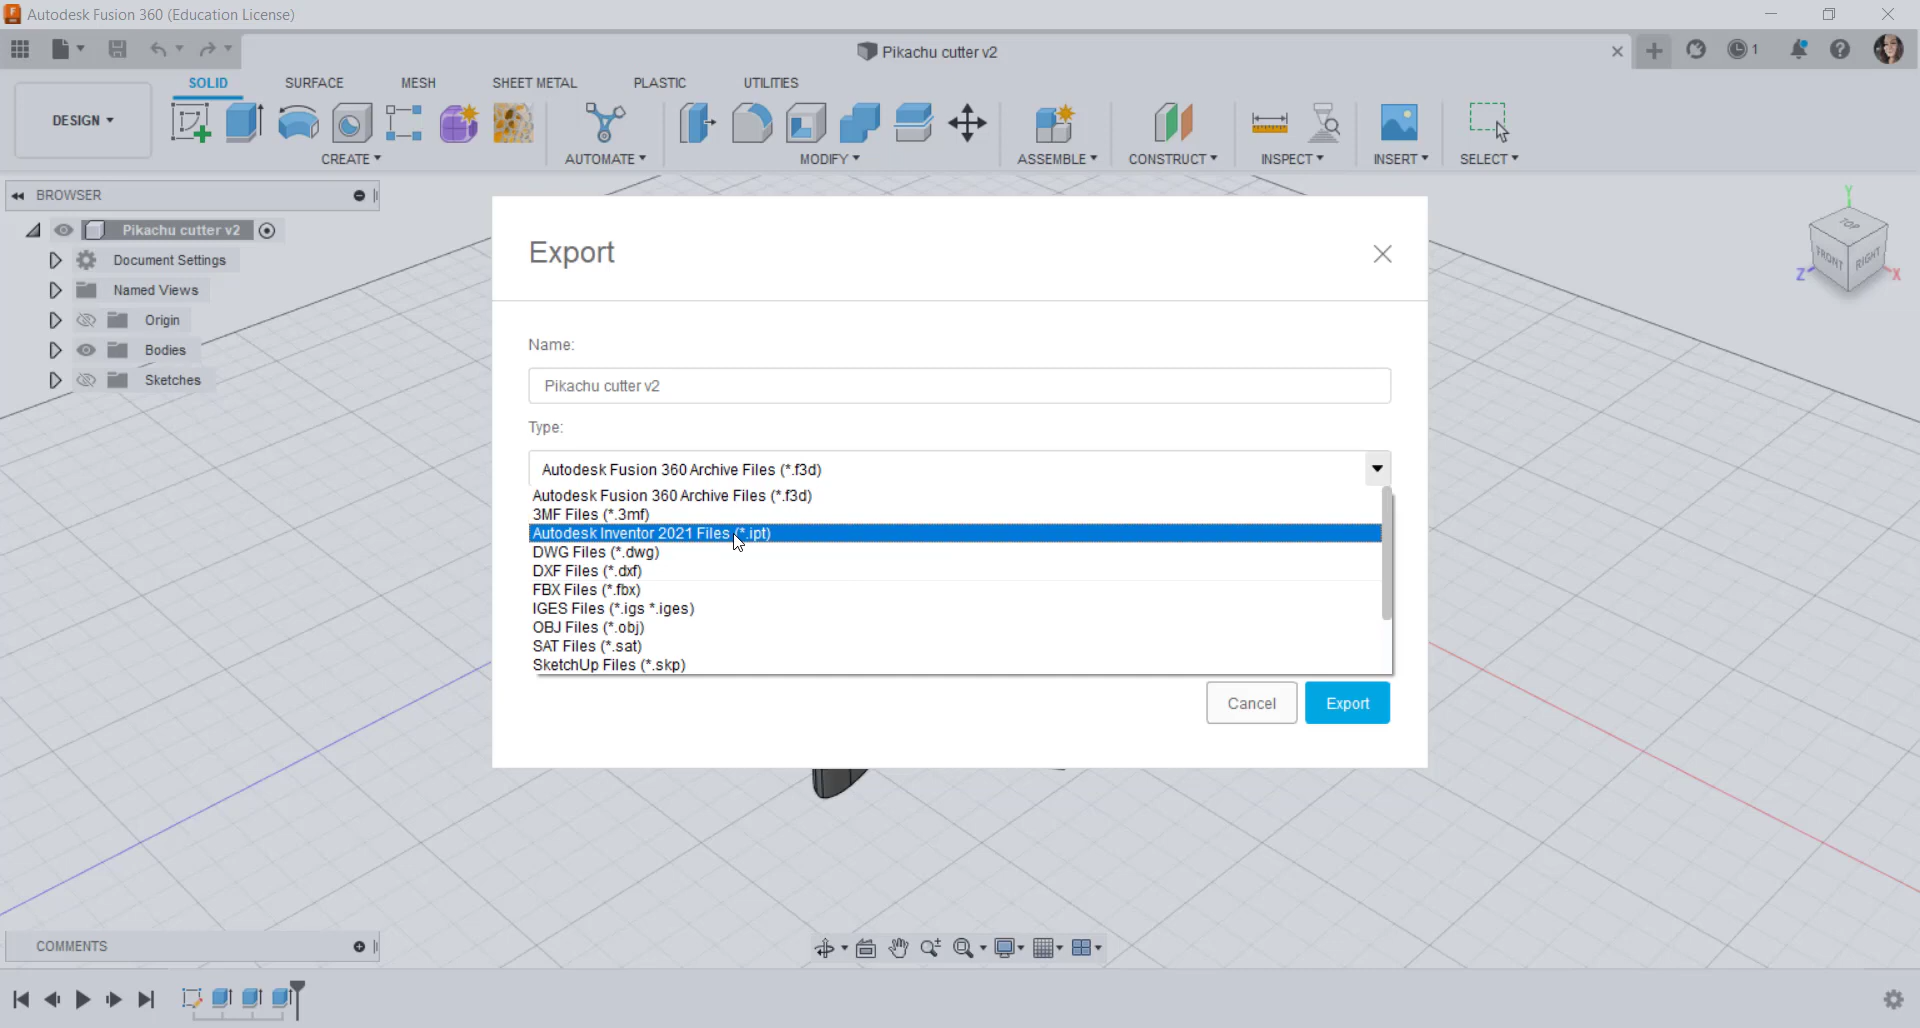 Autodesk Fusion 360 (Education License)
Pikachu cutter v2
1
SOLID
SURFACE
MESH
SHEET METAL
PLASTIC
UTILITIES
DESIGN
CREATE
AUTOMATE
MODIFY
ASSEMBLE
CONSTRUCT
INSPECT
INSERT
SELECT
BROWSER
Pikachu cutter v2
Document Settings
Named Views
Origin
Bodies
Sketches
Y
TOP
FRONT
RIGHT
Z
X
Export
Name:
Pikachu cutter v2
Type:
Autodesk Fusion 360 Archive Files (*.f3d)
Autodesk Fusion 360 Archive Files (*.f3d)
3MF Files (*.3mf)
Autodesk Inventor 2021 Files (*.ipt)
DWG Files (*.dwg)
DXF Files (*.dxf)
FBX Files (*.fbx)
IGES Files (*.igs *.iges)
OBJ Files (*.obj)
SAT Files (*.sat)
SketchUp Files (*.skp)
Cancel
Export
COMMENTS